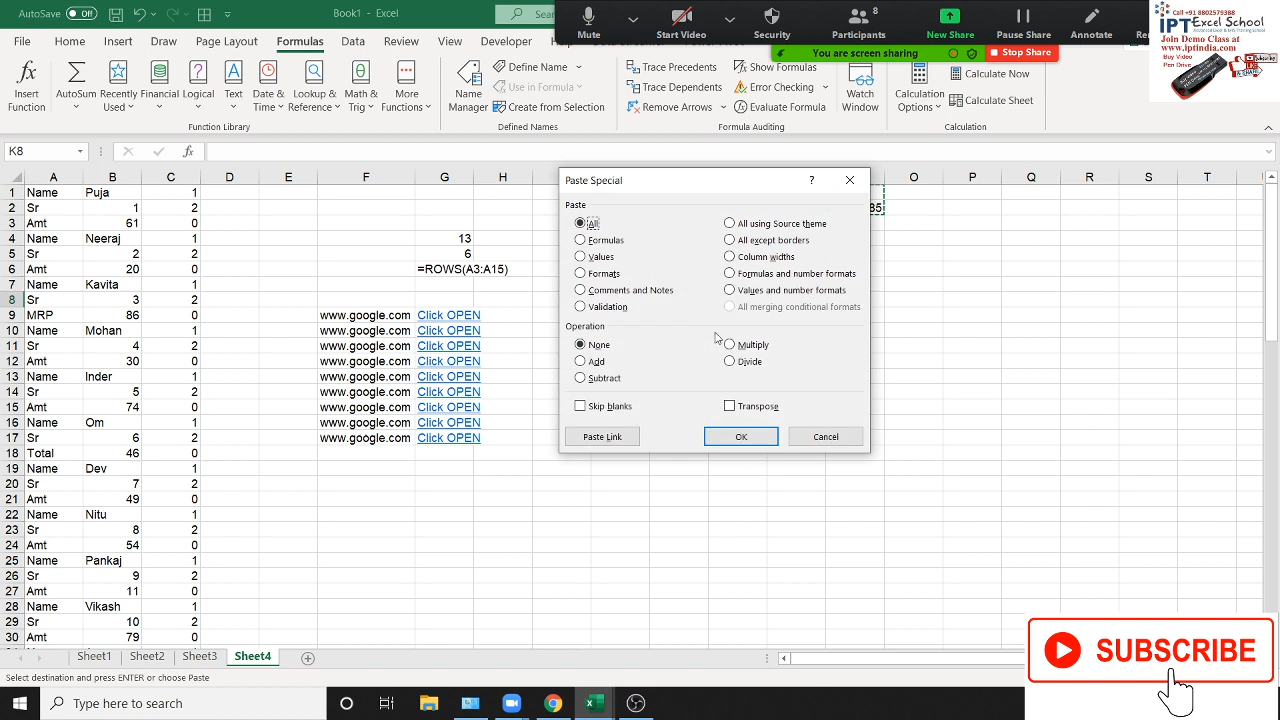 AutoSave Off
Book1 - Excel
Search
Mute
Start Video
Security
8
Participants
New Share
Pause Share
Annotate
You are screen sharing
Stop Share
Call +91 8802579388
IPT Excel School
Advanced Excel & MIS Training School
Join Demo Class at
www.iptindia.com
Buy Video
Pen Drive
File Home Insert Draw Page Layout Formulas Data Review View
Insert Function
AutoSum
Recently Used
Financial
Logical
Text
Date & Time
Lookup & Reference
Math & Trig
More Functions
Function Library
Name Manager
Define Name
Use in Formula
Create from Selection
Defined Names
Trace Precedents
Trace Dependents
Remove Arrows
Show Formulas
Error Checking
Evaluate Formula
Formula Auditing
Watch Window
Calculation Options
Calculate Now
Calculate Sheet
Calculation
K8
fx
A B C D E F G H O P Q R S T
1 Name Puja 1
2 Sr 1 2 85
3 Amt 61 0
4 Name Neeraj 1 13
5 Sr 2 2 6
6 Amt 20 0 =ROWS(A3:A15)
7 Name Kavita 1
8 Sr 3 2
9 MRP 86 0 www.google.com Click OPEN
10 Name Mohan 1 www.google.com Click OPEN
11 Sr 4 2 www.google.com Click OPEN
12 Amt 30 0 www.google.com Click OPEN
13 Name Inder 1 www.google.com Click OPEN
14 Sr 5 2 www.google.com Click OPEN
15 Amt 74 0 www.google.com Click OPEN
16 Name Om 1 www.google.com Click OPEN
17 Sr 6 2 www.google.com Click OPEN
18 Total 46 0
19 Name Dev 1
20 Sr 7 2
21 Amt 49 0
22 Name Nitu 1
23 Sr 8 2
24 Amt 54 0
25 Name Pankaj 1
26 Sr 9 2
27 Amt 11 0
28 Name Vikash 1
29 Sr 10 2
30 Amt 79 0
Paste Special
?
Paste
All
All using Source theme
Formulas
All except borders
Values
Column widths
Formats
Formulas and number formats
Comments and Notes
Values and number formats
Validation
All merging conditional formats
Operation
None
Multiply
Add
Divide
Subtract
Skip blanks
Transpose
Paste Link
OK
Cancel
Sheet1 Sheet2 Sheet3 Sheet4
Select destination and press ENTER or choose Paste
Type here to search
SUBSCRIBE